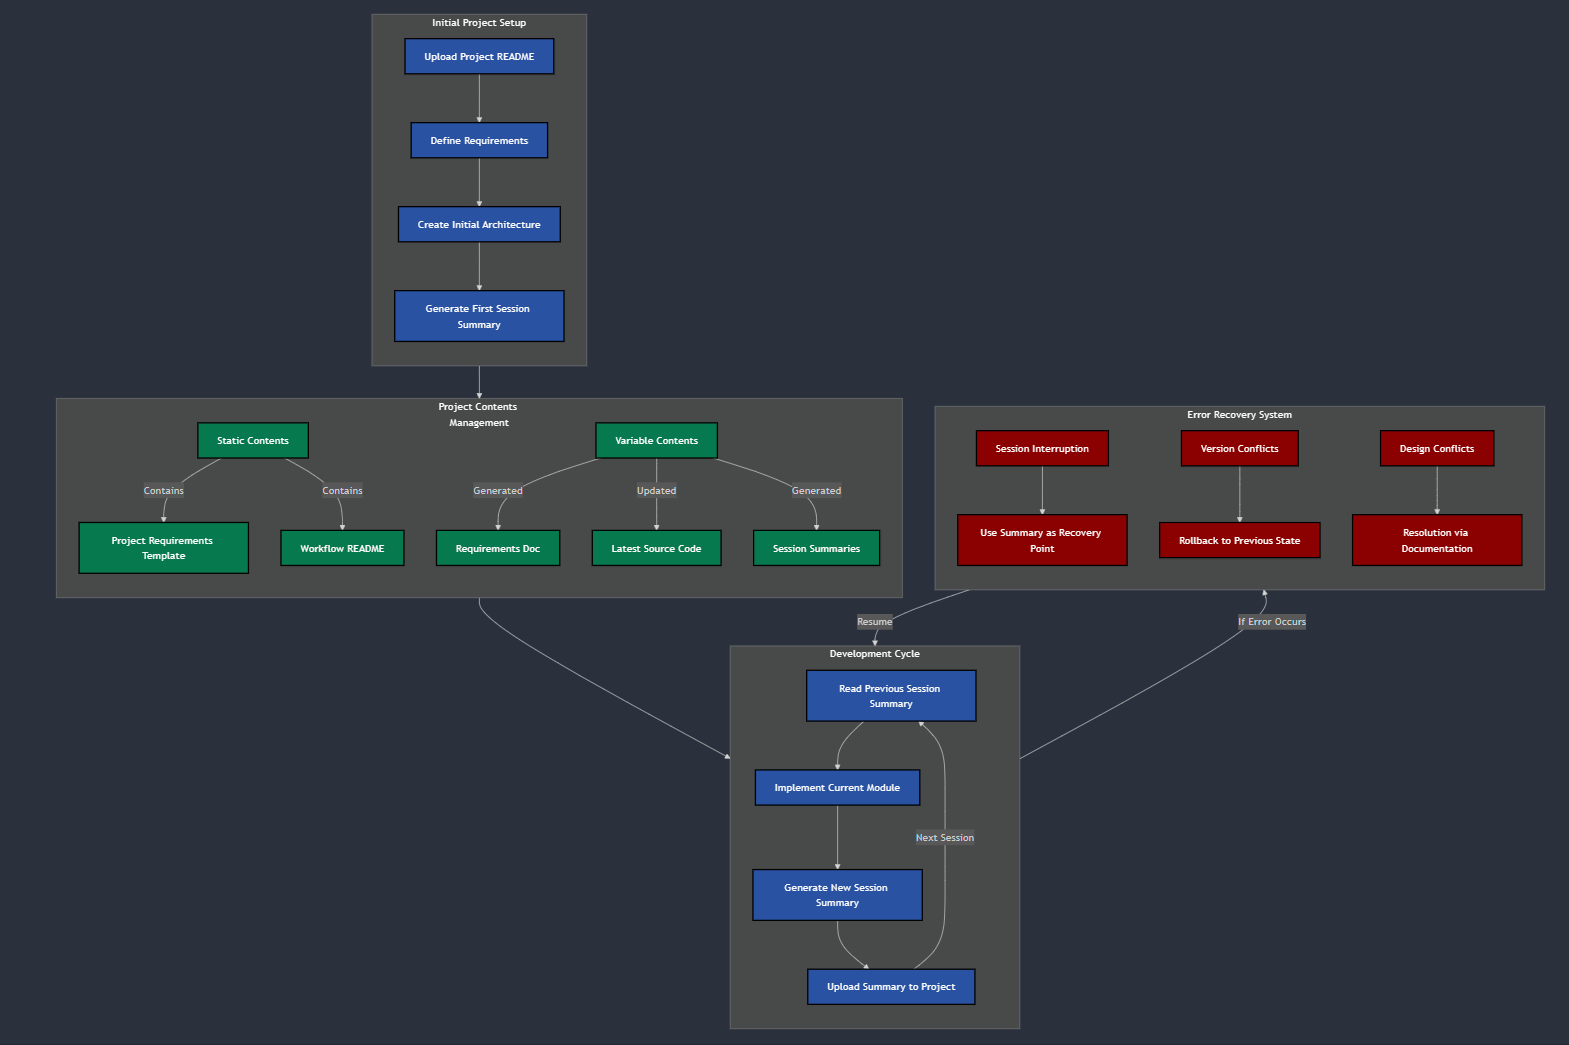 Initial Project Setup
Upload Project README
Define Requirements
Create Initial Architecture
Generate First Session
Summary
Project Contents
Management
Static Contents
Variable Contents
Contains
Contains
Generated
Updated
Generated
Project Requirements
Template
Workflow README
Requirements Doc
Latest Source Code
Session Summaries
Error Recovery System
Session Interruption
Version Conflicts
Design Conflicts
Use Summary as Recovery
Point
Rollback to Previous State
Resolution via
Documentation
Resume
If Error Occurs
Development Cycle
Read Previous Session
Summary
Implement Current Module
Next Session
Generate New Session
Summary
Upload Summary to Project